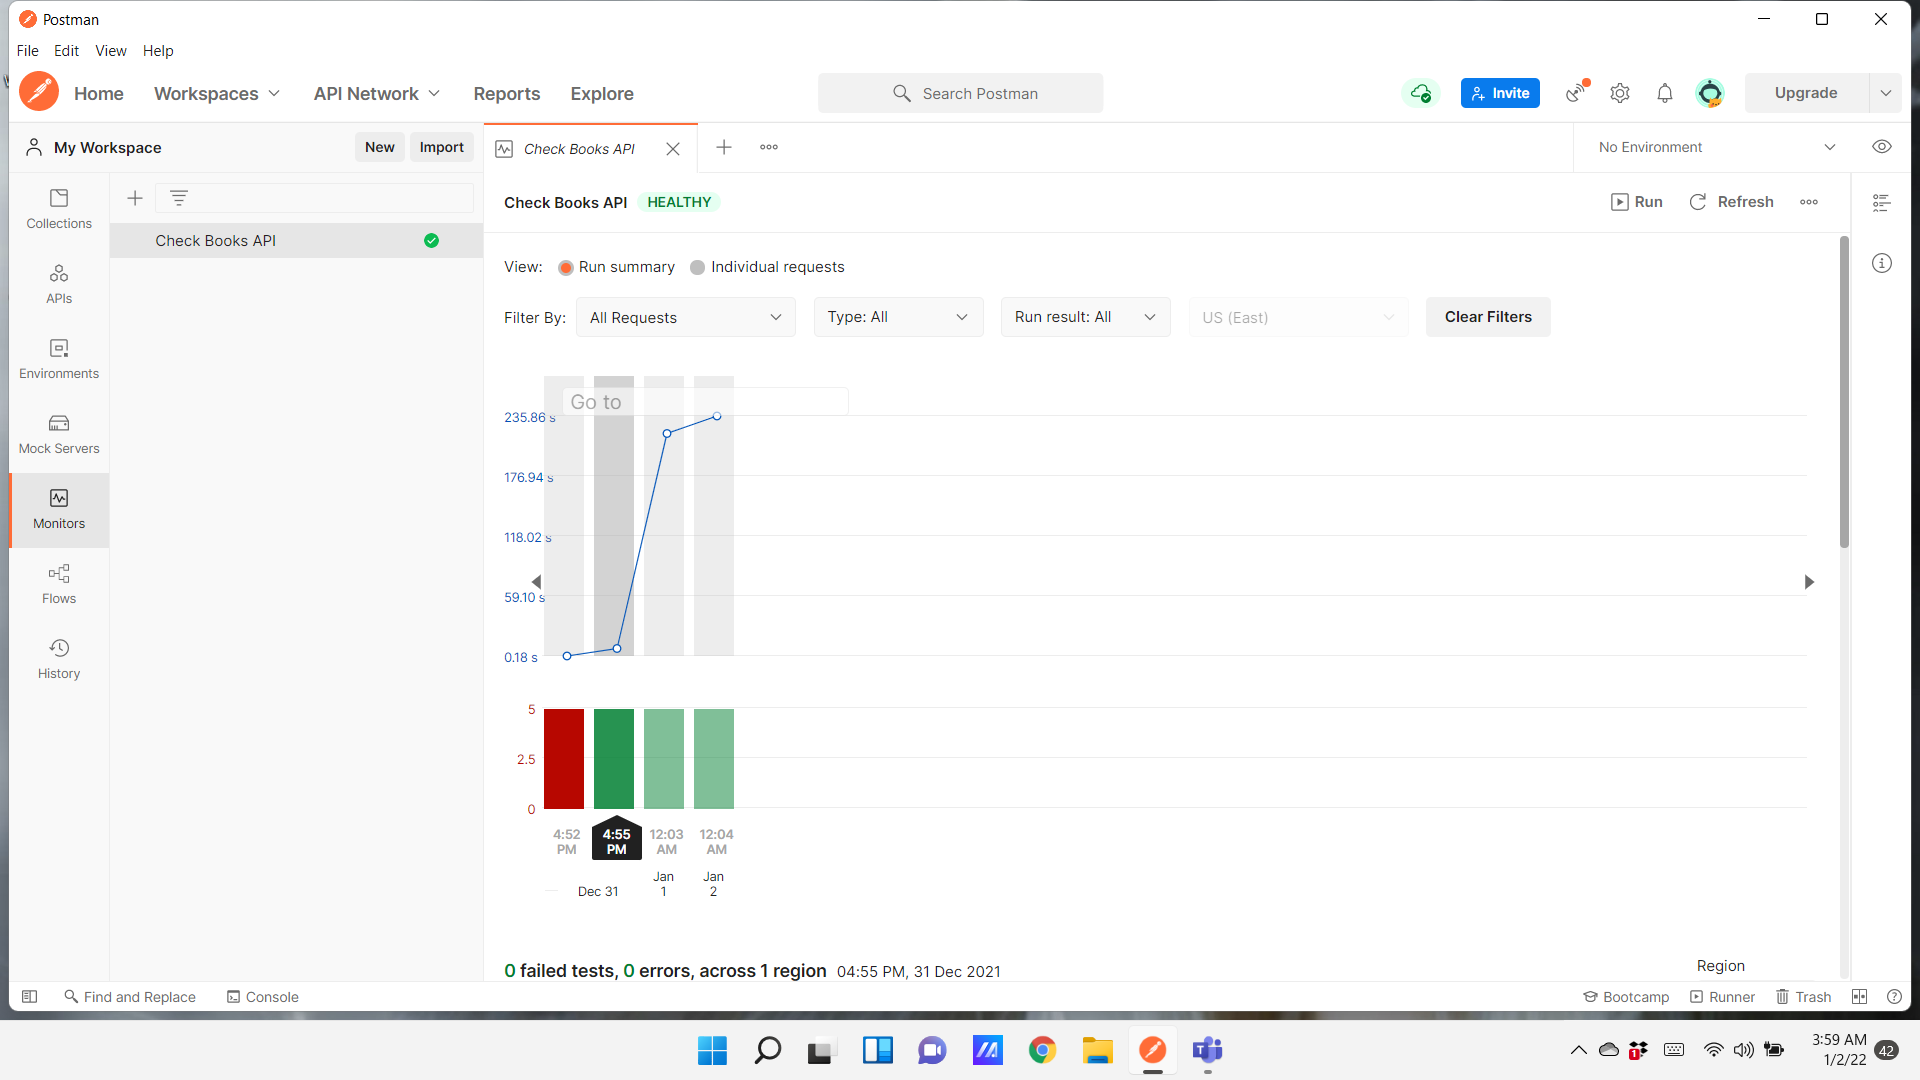 Postman
File Edit View Help
Home Workspaces API Network Reports Explore
Search Postman
Invite
Upgrade
My Workspace
New Import
Check Books API
No Environment
Collections
APIs
Environments
Mock Servers
Monitors
Flows
History
Check Books API
Check Books API HEALTHY
Run Refresh
View: Run summary Individual requests
Filter By: All Requests Type: All Run result: All US (East) Clear Filters
Go to
235.86 s
176.94 s
118.02 s
59.10 s
0.18 s
5
2.5
0
4:52 PM
4:55 PM
12:03 AM
12:04 AM
Dec 31
Jan 1
Jan 2
0 failed tests, 0 errors, across 1 region 04:55 PM, 31 Dec 2021
Region
Find and Replace Console
Bootcamp Runner Trash
1
3:59 AM
1/2/22
42